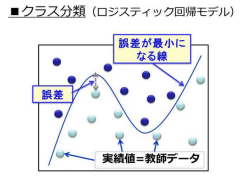 ■クラス分類（ロジスティック回帰モデル）
誤差が最小に
なる線
誤差
実績値＝教師データ